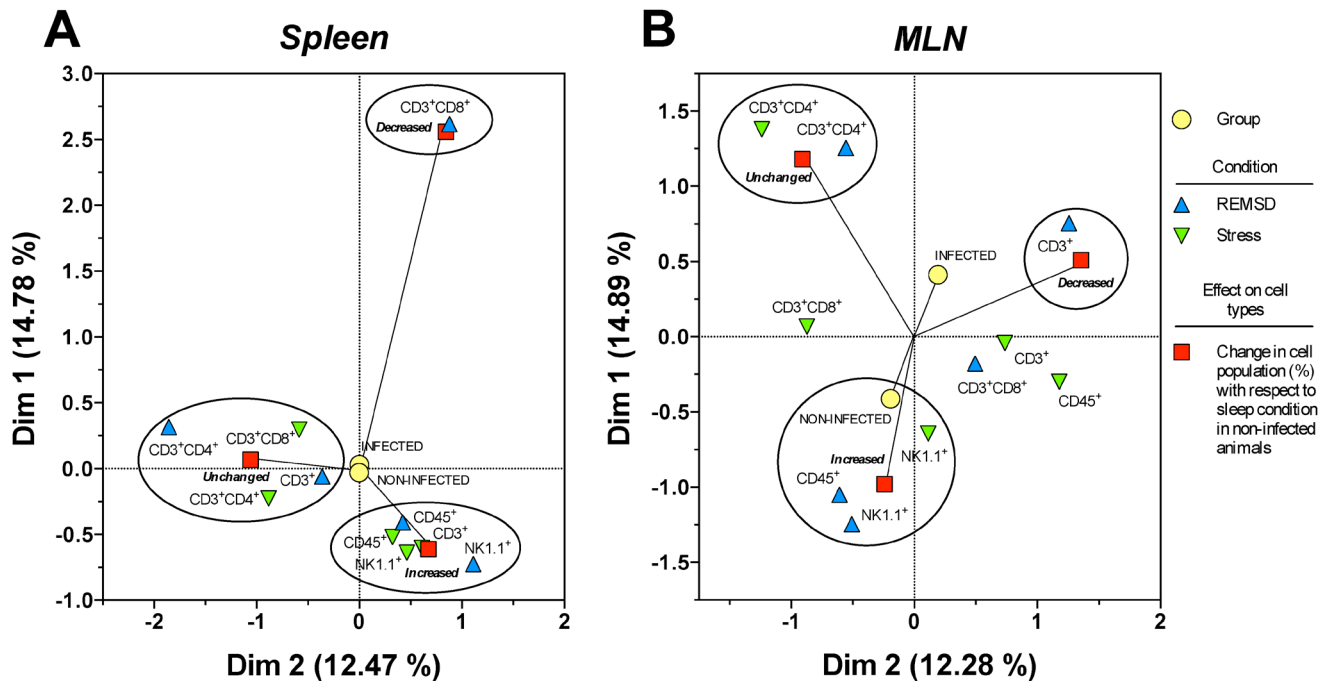 A
Spleen
Dim 1 (14.78 %)
3.0
2.5
2.0
1.5
1.0
0.5
0.0
-0.5
-1.0
CD3+CD8+
Decreased
CD3+CD4+
CD3+CD8+
Unchanged
CD3+
CD3+CD4+
INFECTED
NON-INFECTED
CD45+
CD45+
CD3+
NK1.1+
NK1.1+
Increased
-2
-1
0
1
2
Dim 2 (12.47 %)
B
MLN
Dim 1 (14.89 %)
1.5
1.0
0.5
0.0
-0.5
-1.0
-1.5
CD3+CD4+
CD3+CD4+
Unchanged
INFECTED
CD3+
Decreased
CD3+CD8+
CD3+
CD3+CD8+
CD45+
NON-INFECTED
NK1.1+
Increased
CD45+
NK1.1+
-1
0
1
2
Dim 2 (12.28 %)
Group
Condition
REMSD
Stress
Effect on cell
types
Change in cell
population (%)
with respect to
sleep condition
in non-infected
animals